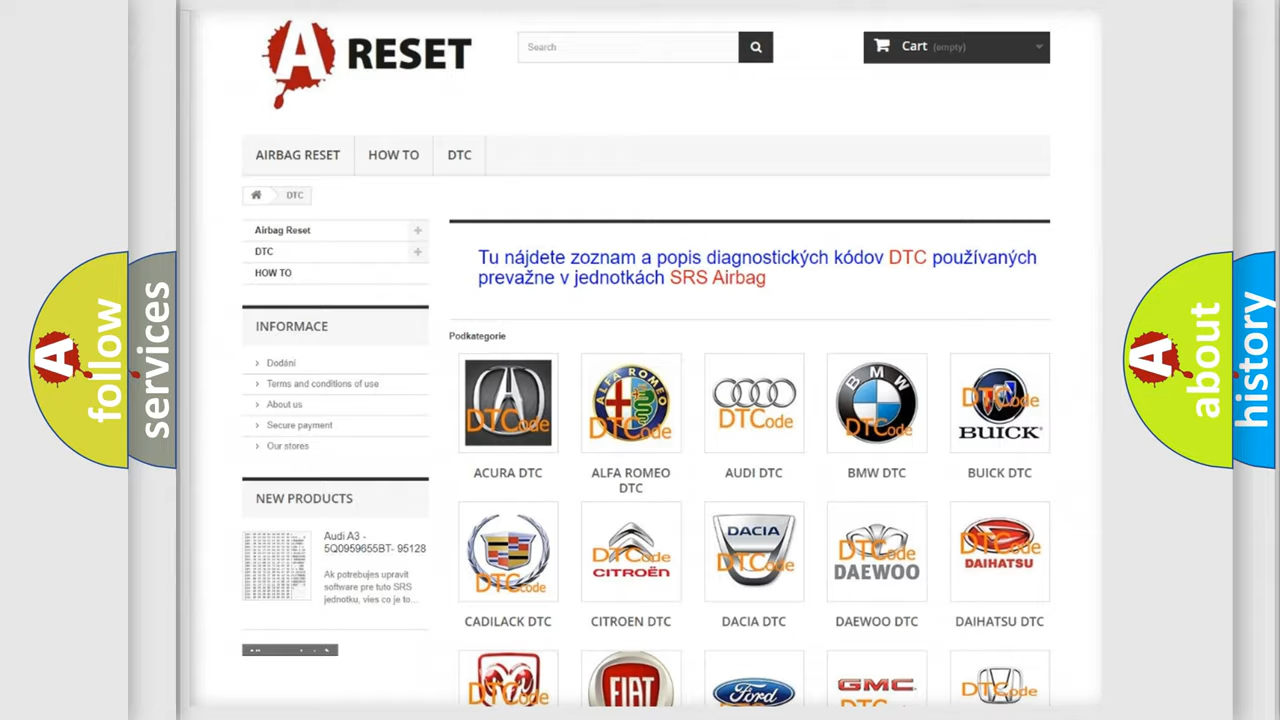 A RESET
Search
Cart (empty)
AIRBAG RESET
HOW TO
DTC
DTC
Airbag Reset
DTC
HOW TO
INFORMACE
Dodání
Terms and conditions of use
About us
Secure payment
Our stores
NEW PRODUCTS
Audi A3 -
5Q0959655BT- 95128
Ak potrebujes upravit
software pre tuto SRS
jednotku, vies co je to...
Tu nájdete zoznam a popis diagnostických kódov DTC používaných
prevažne v jednotkách SRS Airbag
Podkategorie
DTCode
ALFA ROMEO
DTCode
DTCode
BMW
DTCode
DTCode
BUICK
ACURA DTC
ALFA ROMEO
DTC
AUDI DTC
BMW DTC
BUICK DTC
DTCode
DTCode
CITROËN
DACIA
DTCode
DTCode
DAEWOO
DTCode
DAIHATSU
CADILACK DTC
CITROEN DTC
DACIA DTC
DAEWOO DTC
DAIHATSU DTC
DTCode
FIAT
Ford
GMC
DTCode
A follow
services
A about
history